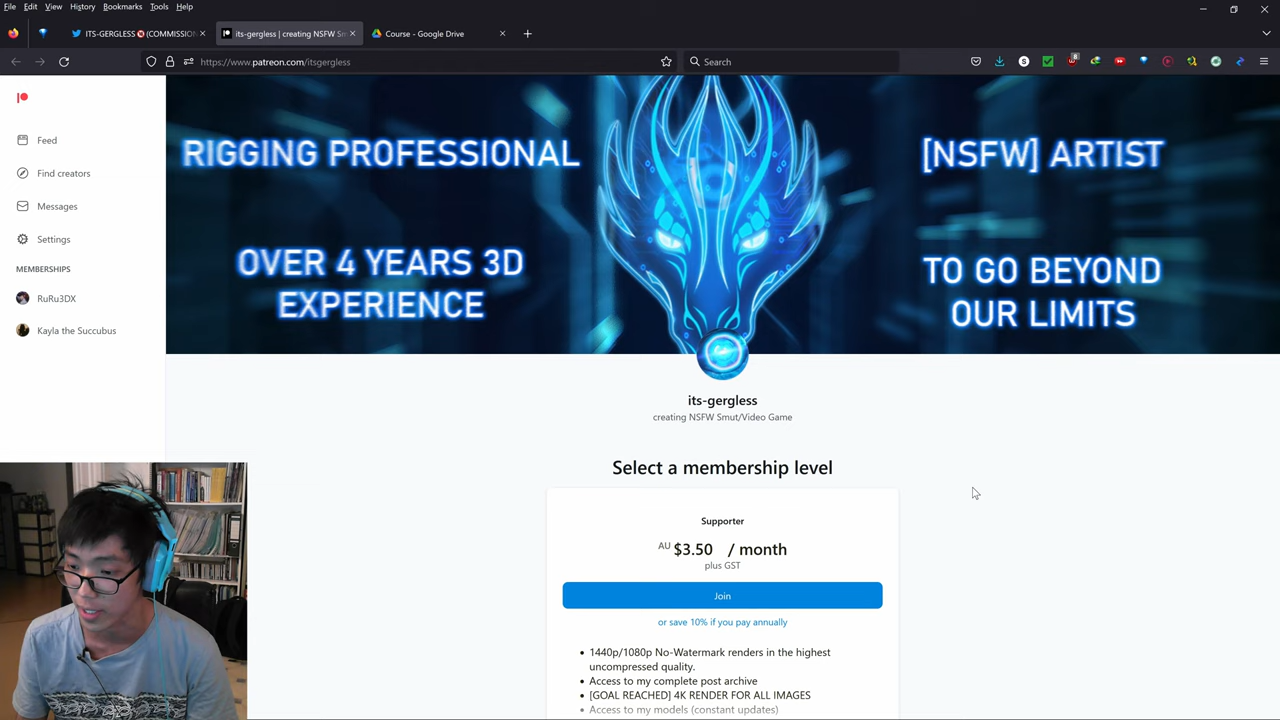 File Edit View History Bookmarks Tools Help
ITS-GERGLESS (COMMISSION
its-gergless | creating NSFW Sm
Course - Google Drive
https://www.patreon.com/itsgergless
Search
8
Feed
Find creators
Messages
Settings
MEMBERSHIPS
RuRu3DX
Kayla the Succubus
RIGGING PROFESSIONAL
OVER 4 YEARS 3D
EXPERIENCE
[NSFW] ARTIST
TO GO BEYOND
OUR LIMITS
its-gergless
creating NSFW Smut/Video Game
Select a membership level
Supporter
AU $3.50 / month
plus GST
Join
or save 10% if you pay annually
• 1440p/1080p No-Watermark renders in the highest
uncompressed quality.
• Access to my complete post archive
• [GOAL REACHED] 4K RENDER FOR ALL IMAGES
• Access to my models (constant updates)